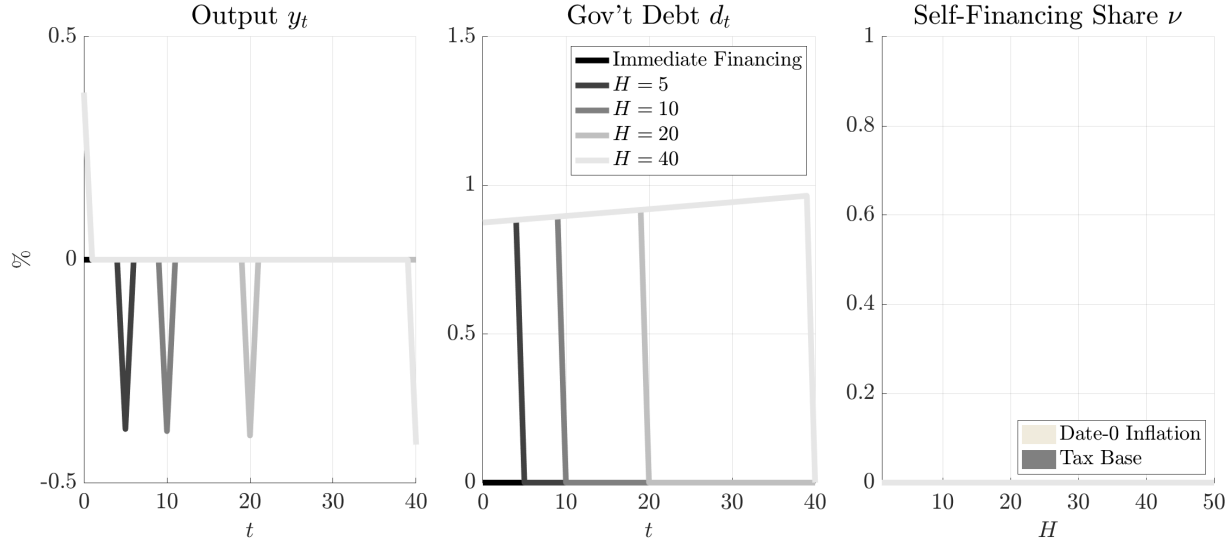 Output $y_t$
0.5
0
-0.5
%
0 10 20 30 40
t
Gov't Debt $d_t$
1.5
1
0.5
0
Immediate Financing
H = 5
H = 10
H = 20
H = 40
0 10 20 30 40
t
Self-Financing Share ν
1
0.8
0.6
0.4
0.2
0
Date-0 Inflation
Tax Base
10 20 30 40 50
H